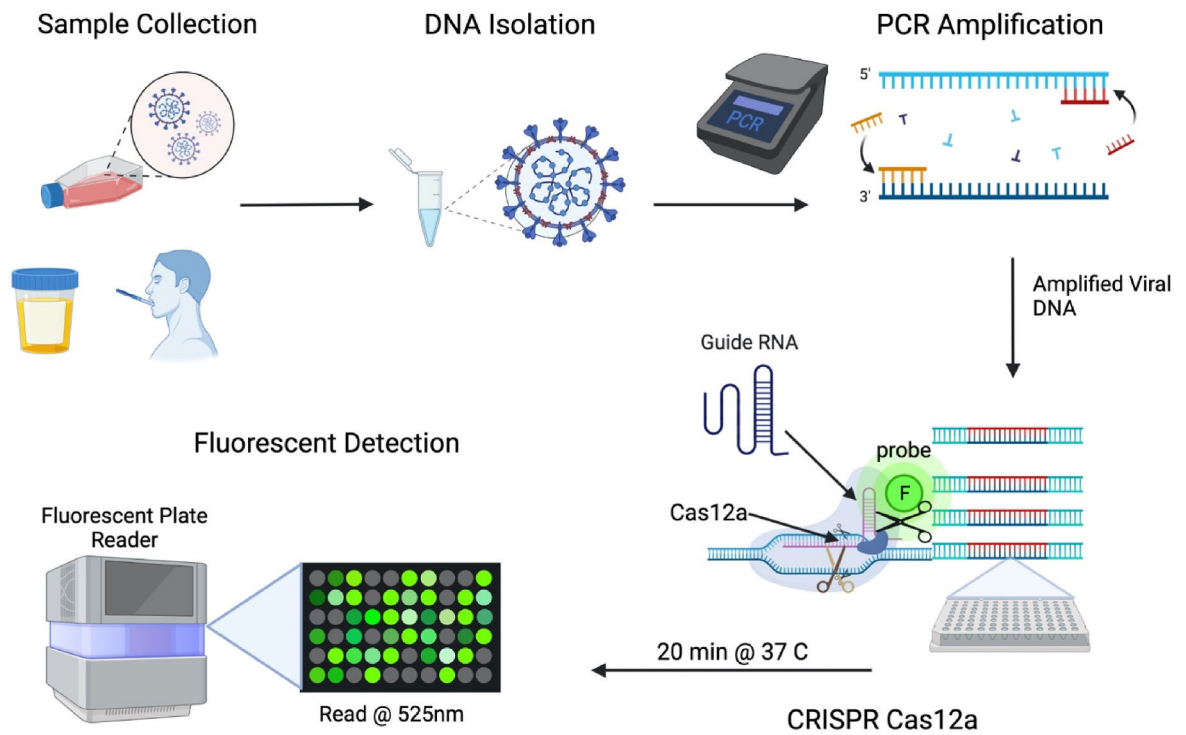 Sample Collection
DNA Isolation
PCR Amplification
PCR
5'
3'
Amplified Viral
DNA
Guide RNA
probe
F
Cas12a
CRISPR Cas12a
20 min @ 37 C
Fluorescent Detection
Fluorescent Plate
Reader
Read @ 525nm